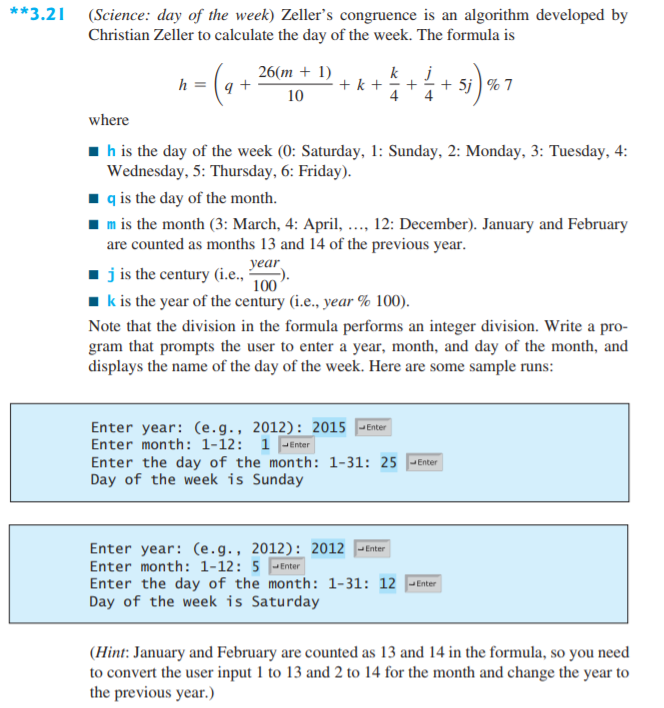 **3.21 (Science: day of the week) Zeller's congruence is an algorithm developed by
Christian Zeller to calculate the day of the week. The formula is
h = (q + 26(m + 1)/10 + k + k/4 + j/4 + 5j) % 7
where
■ h is the day of the week (0: Saturday, 1: Sunday, 2: Monday, 3: Tuesday, 4:
Wednesday, 5: Thursday, 6: Friday).
■ q is the day of the month.
■ m is the month (3: March, 4: April, …, 12: December). January and February
are counted as months 13 and 14 of the previous year.
■ j is the century (i.e., year/100).
■ k is the year of the century (i.e., year % 100).
Note that the division in the formula performs an integer division. Write a pro-
gram that prompts the user to enter a year, month, and day of the month, and
displays the name of the day of the week. Here are some sample runs:
Enter year: (e.g., 2012): 2015 ↵Enter
Enter month: 1-12: 1 ↵Enter
Enter the day of the month: 1-31: 25 ↵Enter
Day of the week is Sunday
Enter year: (e.g., 2012): 2012 ↵Enter
Enter month: 1-12: 5 ↵Enter
Enter the day of the month: 1-31: 12 ↵Enter
Day of the week is Saturday
(Hint: January and February are counted as 13 and 14 in the formula, so you need
to convert the user input 1 to 13 and 2 to 14 for the month and change the year to
the previous year.)